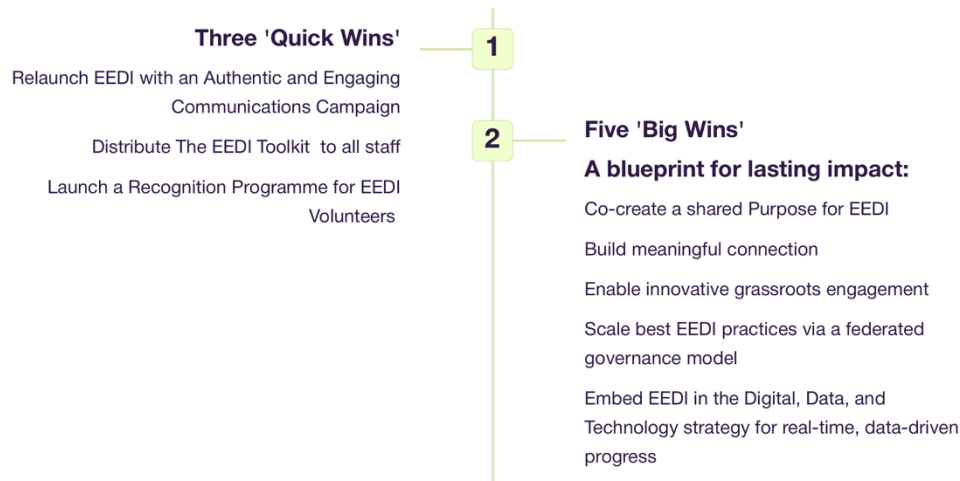 Three 'Quick Wins'
Relaunch EEDI with an Authentic and Engaging
Communications Campaign
Distribute The EEDI Toolkit  to all staff
Launch a Recognition Programme for EEDI
Volunteers
1
2
Five 'Big Wins'
A blueprint for lasting impact:
Co-create a shared Purpose for EEDI
Build meaningful connection
Enable innovative grassroots engagement
Scale best EEDI practices via a federated
governance model
Embed EEDI in the Digital, Data, and
Technology strategy for real-time, data-driven
progress